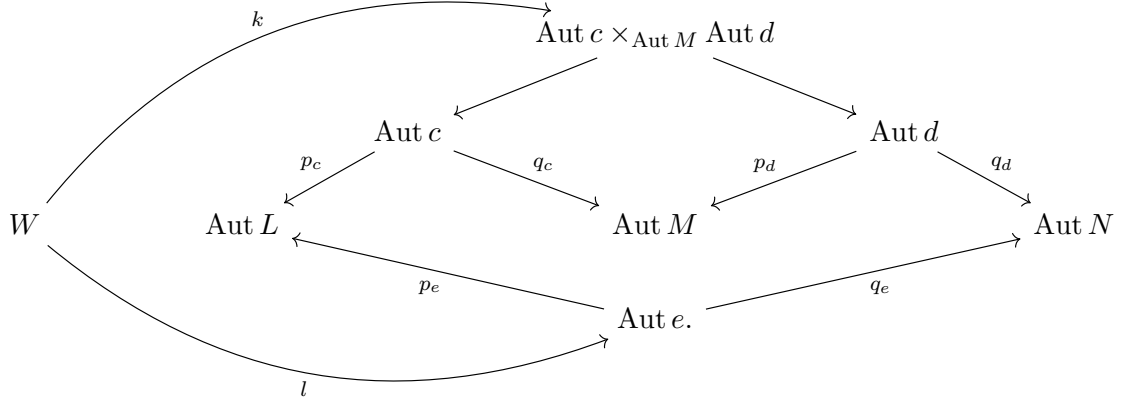 k
Aut c ×_{Aut M} Aut d
Aut c Aut d
p_c q_c p_d q_d
W Aut L Aut M Aut N
p_e q_e
Aut e.
l